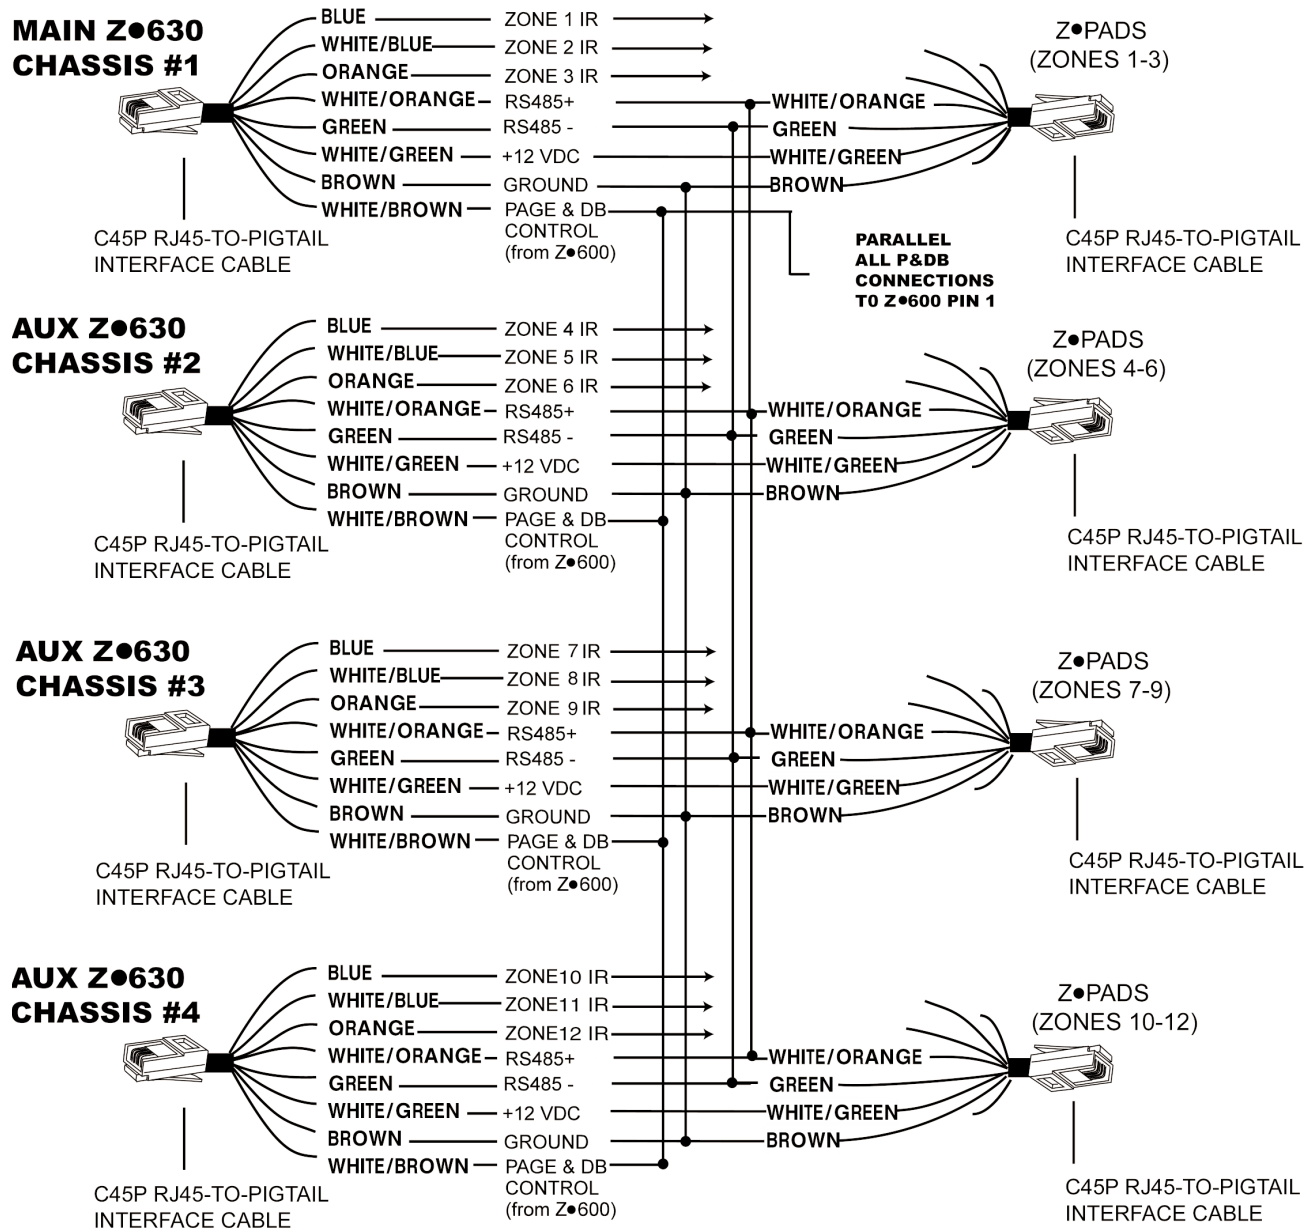 MAIN Z●630
CHASSIS #1
BLUE ZONE 1 IR
WHITE/BLUE ZONE 2 IR
ORANGE ZONE 3 IR
WHITE/ORANGE RS485+ WHITE/ORANGE
GREEN RS485 - GREEN
WHITE/GREEN +12 VDC WHITE/GREEN
BROWN GROUND BROWN
WHITE/BROWN PAGE & DB
CONTROL
(from Z●600)
C45P RJ45-TO-PIGTAIL
INTERFACE CABLE
Z●PADS
(ZONES 1-3)
C45P RJ45-TO-PIGTAIL
INTERFACE CABLE
PARALLEL
ALL P&DB
CONNECTIONS
T0 Z●600 PIN 1
AUX Z●630
CHASSIS #2
BLUE ZONE 4 IR
WHITE/BLUE ZONE 5 IR
ORANGE ZONE 6 IR
WHITE/ORANGE RS485+ WHITE/ORANGE
GREEN RS485 - GREEN
WHITE/GREEN +12 VDC WHITE/GREEN
BROWN GROUND BROWN
WHITE/BROWN PAGE & DB
CONTROL
(from Z●600)
C45P RJ45-TO-PIGTAIL
INTERFACE CABLE
Z●PADS
(ZONES 4-6)
C45P RJ45-TO-PIGTAIL
INTERFACE CABLE
AUX Z●630
CHASSIS #3
BLUE ZONE 7 IR
WHITE/BLUE ZONE 8 IR
ORANGE ZONE 9 IR
WHITE/ORANGE RS485+ WHITE/ORANGE
GREEN RS485 - GREEN
WHITE/GREEN +12 VDC WHITE/GREEN
BROWN GROUND BROWN
WHITE/BROWN PAGE & DB
CONTROL
(from Z●600)
C45P RJ45-TO-PIGTAIL
INTERFACE CABLE
Z●PADS
(ZONES 7-9)
C45P RJ45-TO-PIGTAIL
INTERFACE CABLE
AUX Z●630
CHASSIS #4
BLUE ZONE10 IR
WHITE/BLUE ZONE11 IR
ORANGE ZONE12 IR
WHITE/ORANGE RS485+ WHITE/ORANGE
GREEN RS485 - GREEN
WHITE/GREEN +12 VDC WHITE/GREEN
BROWN GROUND BROWN
WHITE/BROWN PAGE & DB
CONTROL
(from Z●600)
C45P RJ45-TO-PIGTAIL
INTERFACE CABLE
Z●PADS
(ZONES 10-12)
C45P RJ45-TO-PIGTAIL
INTERFACE CABLE